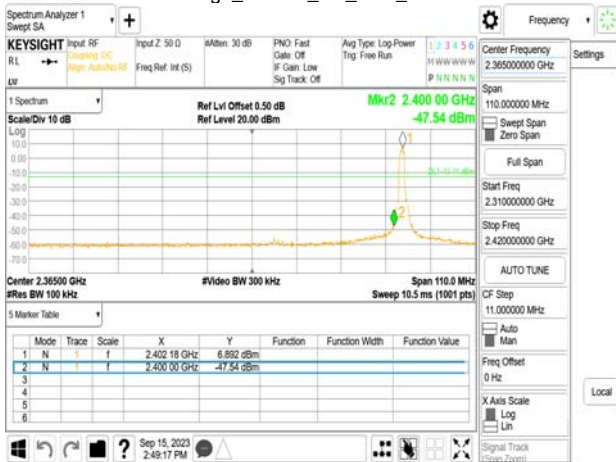 Spectrum Analyzer 1
Swept SA
+
Frequency
KEYSIGHT Input: RF
RL
Coupling: DC
Align: Auto/No RF
Input Z: 50 Ω
Freq Ref: Int (S)
#Atten: 30 dB
PNO: Fast
Gate: Off
IF Gain: Low
Sig Track: Off
Avg Type: Log-Power
Trig: Free Run
1 2 3 4 5 6
M W W W W W
P N N N N N
1 Spectrum
Scale/Div 10 dB
Ref Lvl Offset 0.50 dB
Ref Level 20.00 dBm
Mkr2 2.400 00 GHz
-47.54 dBm
Log
10.0
0.00
-10.0
-20.0
-30.0
-40.0
-50.0
-60.0
-70.0
1
2
Center 2.36500 GHz
#Res BW 100 kHz
#Video BW 300 kHz
Span 110.0 MHz
Sweep 10.5 ms (1001 pts)
5 Marker Table
Mode Trace Scale X Y Function Function Width Function Value
1 N 1 f 2.402 18 GHz 6.892 dBm
2 N 1 f 2.400 00 GHz -47.54 dBm
3
4
5
6
Sep 15, 2023
2:49:17 PM
Center Frequency
2.365000000 GHz
Settings
Span
110.000000 MHz
Swept Span
Zero Span
Full Span
Start Freq
2.310000000 GHz
Stop Freq
2.420000000 GHz
AUTO TUNE
CF Step
11.000000 MHz
Auto
Man
Freq Offset
0 Hz
Local
X Axis Scale
Log
Lin
Signal Track
(Span Zoom)